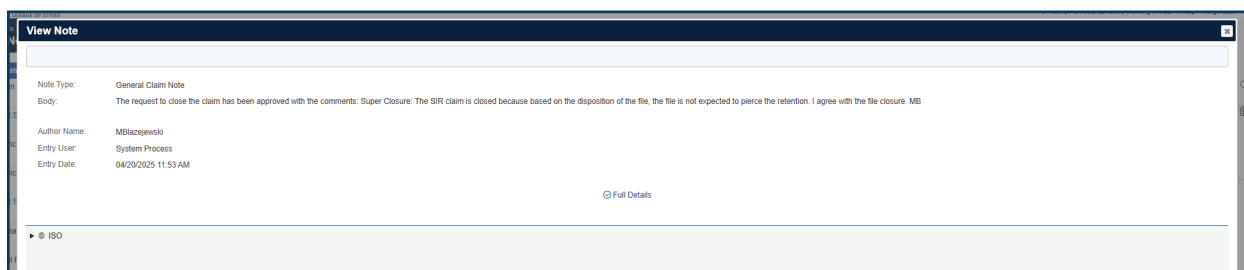 LEAGUE OF CITIES
View Note
Note Type: General Claim Note
Body: The request to close the claim has been approved with the comments: Super Closure: The SIR claim is closed because based on the disposition of the file, the file is not expected to pierce the retention. I agree with the file closure. MB
Author Name: MBlazejewski
Entry User: System Process
Entry Date: 04/20/2025 11:53 AM
Full Details
© ISO